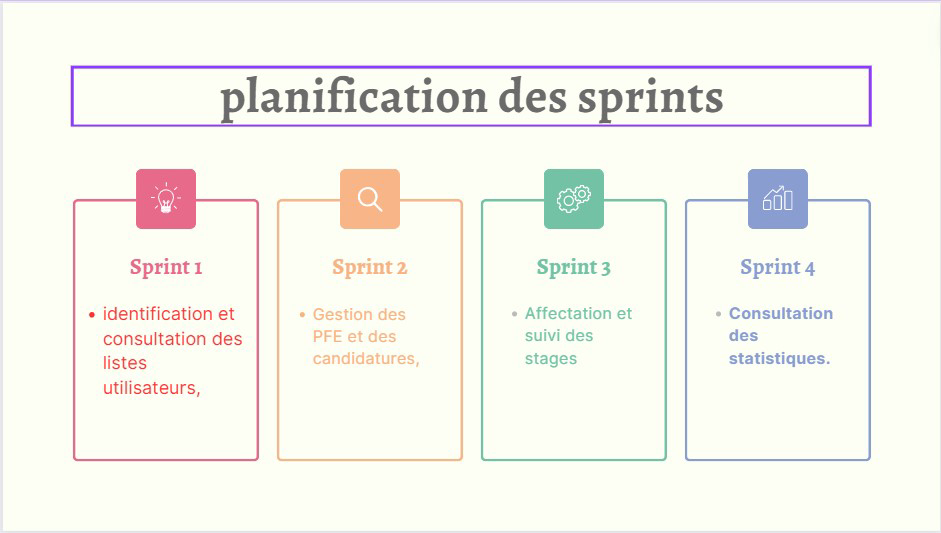 planification des sprints
Sprint 1
• identification et
consultation des
listes
utilisateurs,
Sprint 2
• Gestion des
PFE et des
candidatures,
Sprint 3
• Affectation et
suivi des
stages
Sprint 4
• Consultation
des
statistiques.